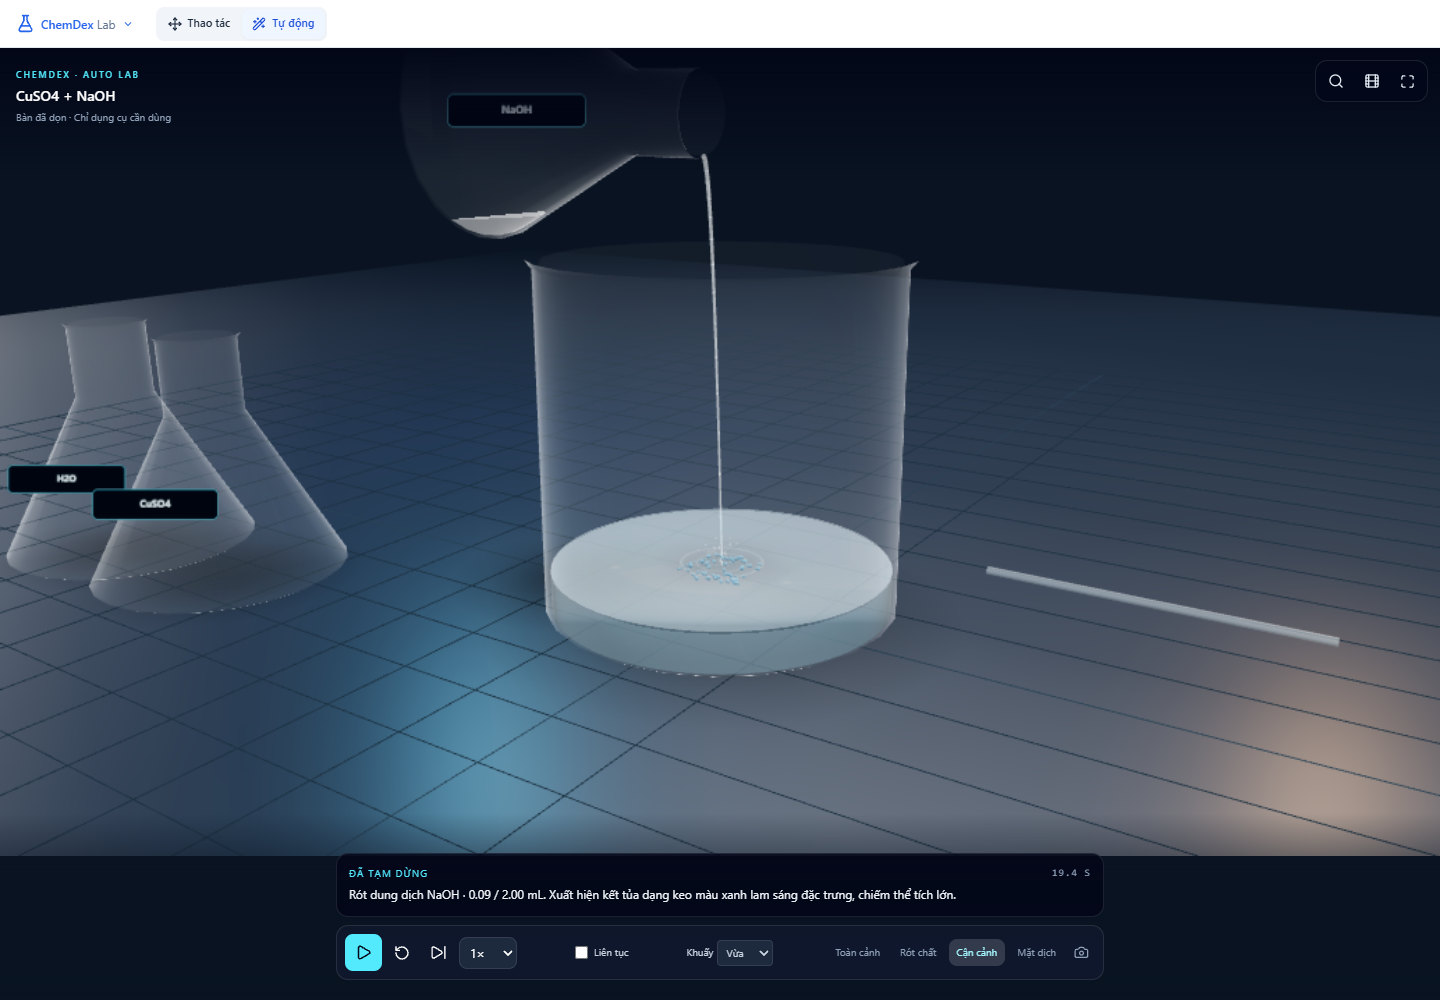 ChemDex Lab
Thao tác
Tự động
CHEMDEX · AUTO LAB
CuSO4 + NaOH
Bàn đã dọn · Chỉ dụng cụ cần dùng
NaOH
H2O
CuSO4
ĐÃ TẠM DỪNG
19.4 S
Rót dung dịch NaOH · 0.09 / 2.00 mL. Xuất hiện kết tủa dạng keo màu xanh lam sáng đặc trưng, chiếm thể tích lớn.
1×
Liên tục
Khuấy
Vừa
Toàn cảnh
Rót chất
Cận cảnh
Mặt dịch